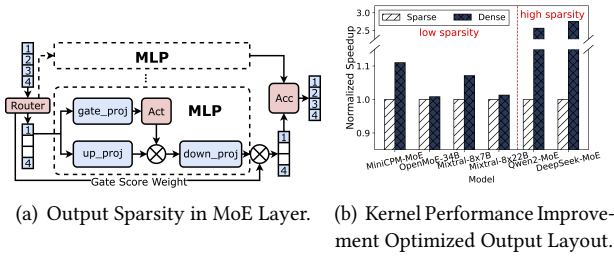 1
2
3
4
Router
1
4
MLP
⋮
MLP
gate_proj
Act
up_proj
down_proj
Gate Score Weight
1
4
Acc
1
2
3
4
(a) Output Sparsity in MoE Layer.
Sparse
Dense
low sparsity
high sparsity
Normalized Speedup
3.0
2.5
1.1
1.0
0.9
MiniCPM-MoE
OpenMoE-34B
Mixtral-8x7B
Mixtral-8x22B
Qwen2-MoE
DeepSeek-MoE
Model
(b) Kernel Performance Improve-
ment Optimized Output Layout.